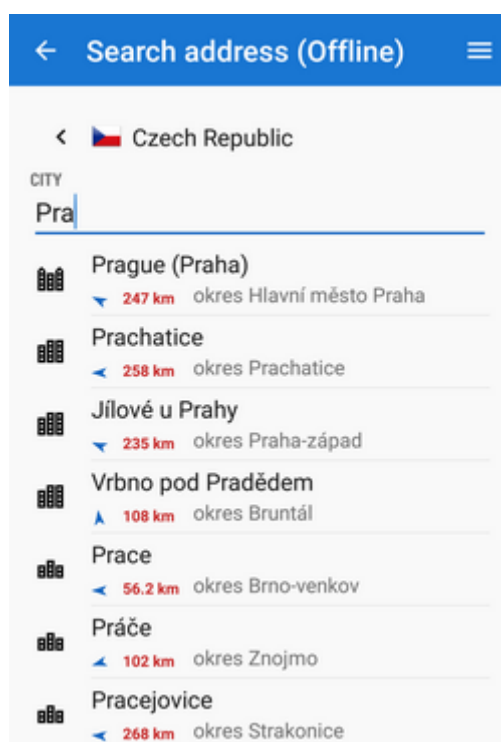 Search address (Offline)
Czech Republic
CITY
Pra
Prague (Praha)
247 km okres Hlavní město Praha
Prachatice
258 km okres Prachatice
Jílové u Prahy
235 km okres Praha-západ
Vrbno pod Pradědem
108 km okres Bruntál
Prace
56.2 km okres Brno-venkov
Práče
102 km okres Znojmo
Pracejovice
268 km okres Strakonice